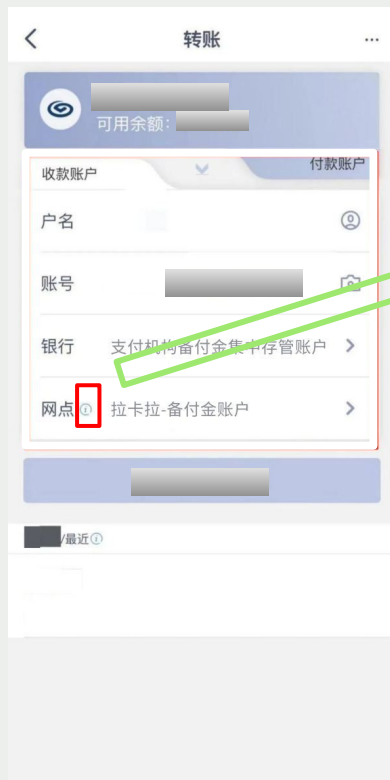 转账
...
可用余额：
收款账户
付款账户
户名
账号
银行 支付机构备付金集中存管账户
网点 拉卡拉-备付金账户
/最近